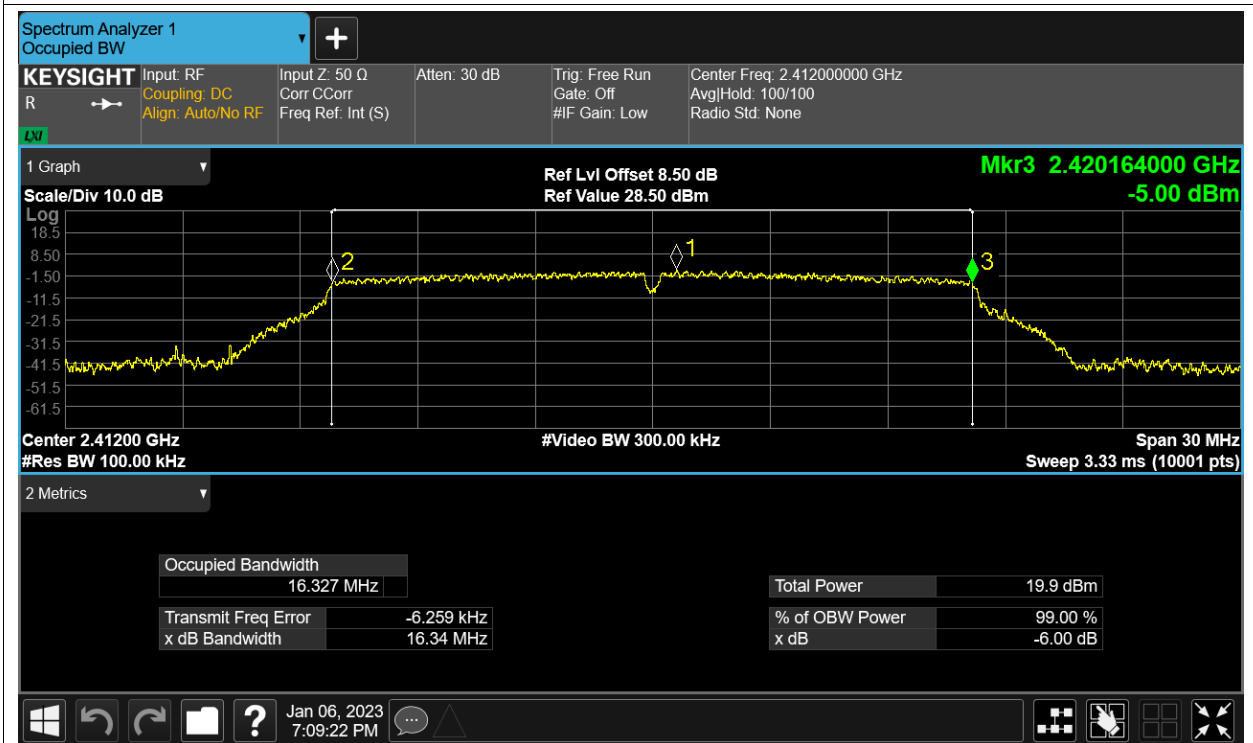 Spectrum Analyzer 1
Occupied BW
KEYSIGHT
R
LXI
Input: RF
Coupling: DC
Align: Auto/No RF
Input Z: 50 Ω
Corr CCorr
Freq Ref: Int (S)
Atten: 30 dB
Trig: Free Run
Gate: Off
#IF Gain: Low
Center Freq: 2.412000000 GHz
Avg|Hold: 100/100
Radio Std: None
1 Graph
Scale/Div 10.0 dB
Ref Lvl Offset 8.50 dB
Ref Value 28.50 dBm
Mkr3 2.420164000 GHz
-5.00 dBm
Log
18.5
8.50
-1.50
-11.5
-21.5
-31.5
-41.5
-51.5
-61.5
2
1
3
Center 2.41200 GHz
#Res BW 100.00 kHz
#Video BW 300.00 kHz
Span 30 MHz
Sweep 3.33 ms (10001 pts)
2 Metrics
Occupied Bandwidth
16.327 MHz
Transmit Freq Error -6.259 kHz
x dB Bandwidth 16.34 MHz
Total Power 19.9 dBm
% of OBW Power 99.00 %
x dB -6.00 dB
?
Jan 06, 2023
7:09:22 PM